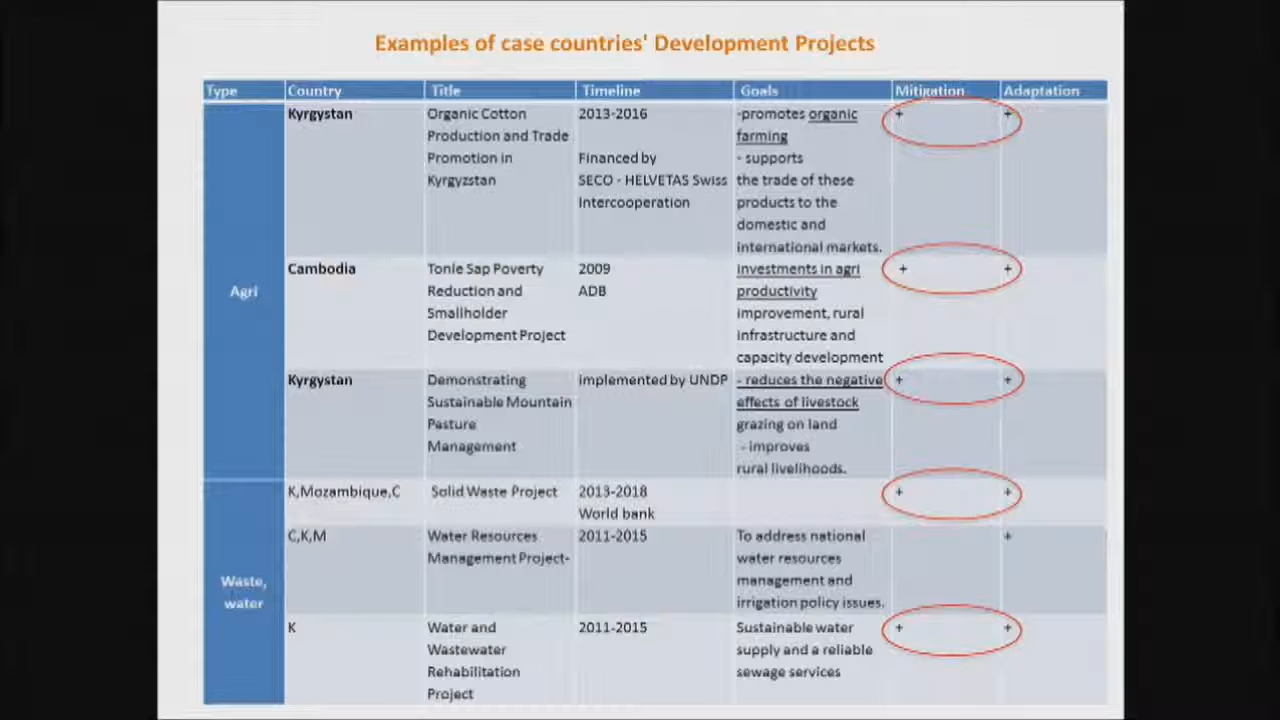 Examples of case countries' Development Projects
Type Country Title Timeline Goals Mitigation Adaptation
Agri
Kyrgystan
Organic Cotton
Production and Trade
Promotion in
Kyrgyzstan
2013-2016
Financed by
SECO - HELVETAS Swiss
Intercooperation
-promotes organic
farming
- supports
the trade of these
products to the
domestic and
international markets.
+ +
Cambodia
Tonle Sap Poverty
Reduction and
Smallholder
Development Project
2009
ADB
investments in agri
productivity
improvement, rural
infrastructure and
capacity development
+ +
Kyrgystan
Demonstrating
Sustainable Mountain
Pasture
Management
Implemented by UNDP
- reduces the negative
effects of livestock
grazing on land
- improves
rural livelihoods.
+ +
Waste,
water
K,Mozambique,C
Solid Waste Project
2013-2018
World bank
+ +
C,K,M
Water Resources
Management Project-
2011-2015
To address national
water resources
management and
irrigation policy issues.
+
K
Water and
Wastewater
Rehabilitation
Project
2011-2015
Sustainable water
supply and a reliable
sewage services
+ +